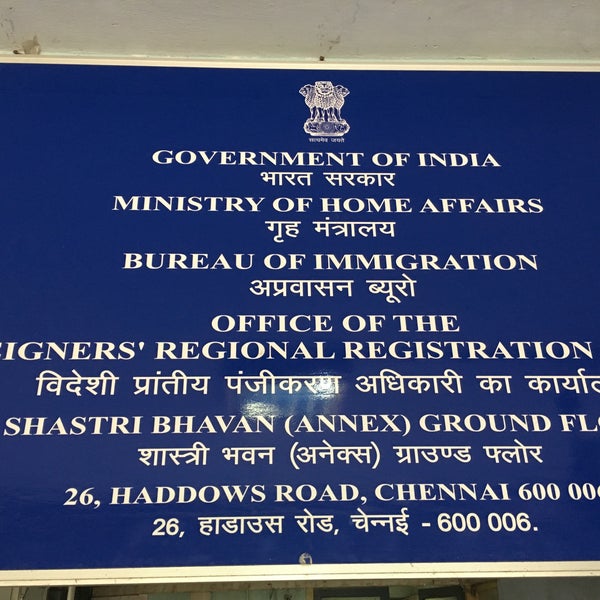 सत्यमेव जयते
GOVERNMENT OF INDIA
भारत सरकार
MINISTRY OF HOME AFFAIRS
गृह मंत्रालय
BUREAU OF IMMIGRATION
अप्रवासन ब्यूरो
OFFICE OF THE
REGIONAL REGISTRATION
विदेशी प्रांतीय पंजीकरण अधिकारी का
SHASTRI BHAVAN (ANNEX) GROUND
शास्त्री भवन (अनेक्स) ग्राउण्ड फ्लोर
26, HADDOWS ROAD, CHENNAI 600 006
26, हाडाउस रोड, चेन्नई - 600 006.